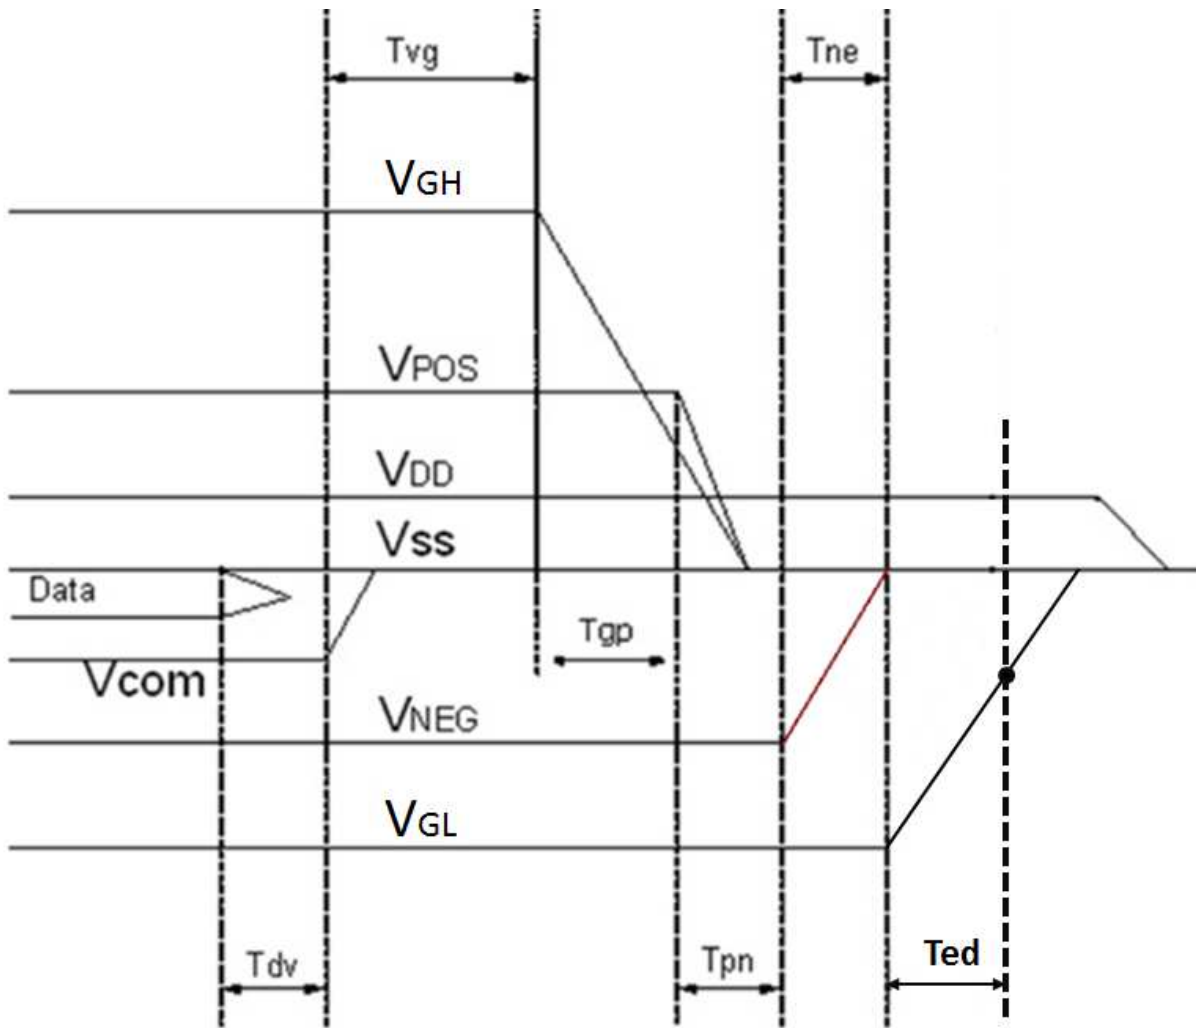 Tvg
Tne
VGH
VPOS
VDD
Vss
Data
Tgp
Vcom
VNEG
VGL
Tdv
Tpn
Ted